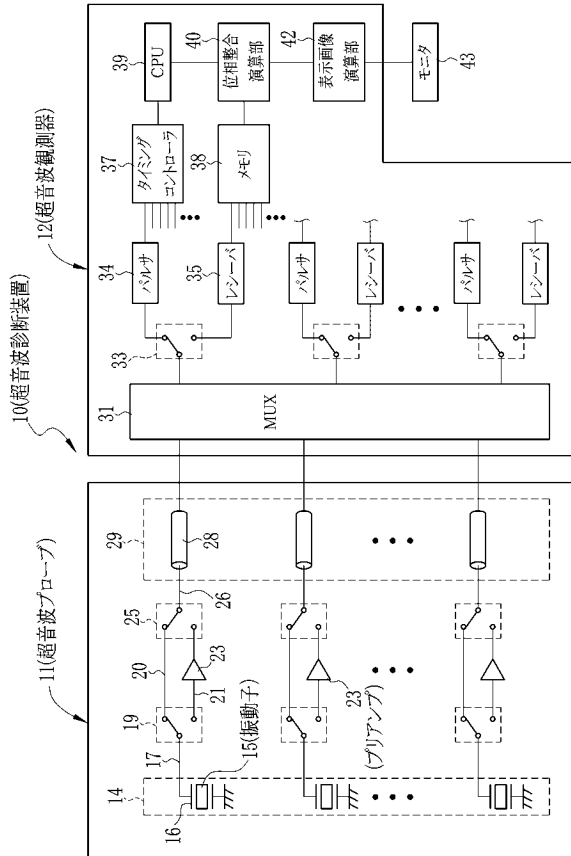 10(超音波診断装置)
11(超音波プローブ)
12(超音波観測器)
14
16
15(振動子)
17
19
20
21
23
25
26
28
29
23
(プリアンプ)
31
MUX
33
34
パルサ
35
レシーバ
パルサ
レシーバ
パルサ
レシーバ
37
タイミング
コントローラ
38
メモリ
39
CPU
40
位相整合
演算部
42
表示画像
演算部
モニタ
43